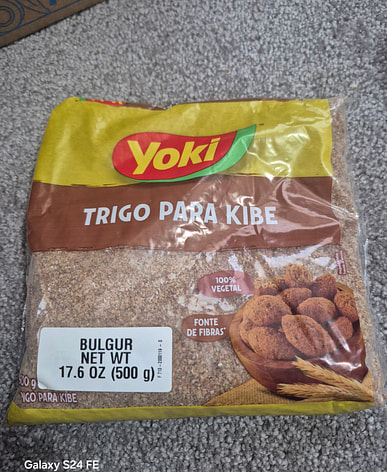 Yoki
TRIGO PARA KIBE
100%
VEGETAL
FONTE
DE FIBRAS
BULGUR
NET WT
17.6 OZ (500 g)
00 g
IGO PARA KIBE
Galaxy S24 FE